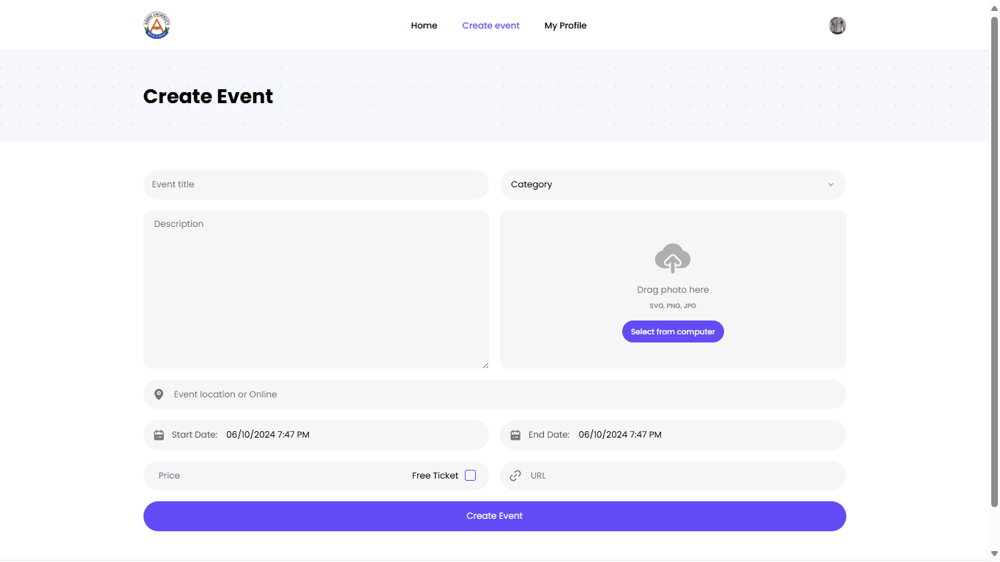 ANDHI UNIVERSITY
Home
Create event
My Profile
Create Event
Event title
Category
Description
Drag photo here
SVG, PNG, JPG
Select from computer
Event location or Online
Start Date: 06/10/2024 7:47 PM
End Date: 06/10/2024 7:47 PM
Price
Free Ticket
URL
Create Event